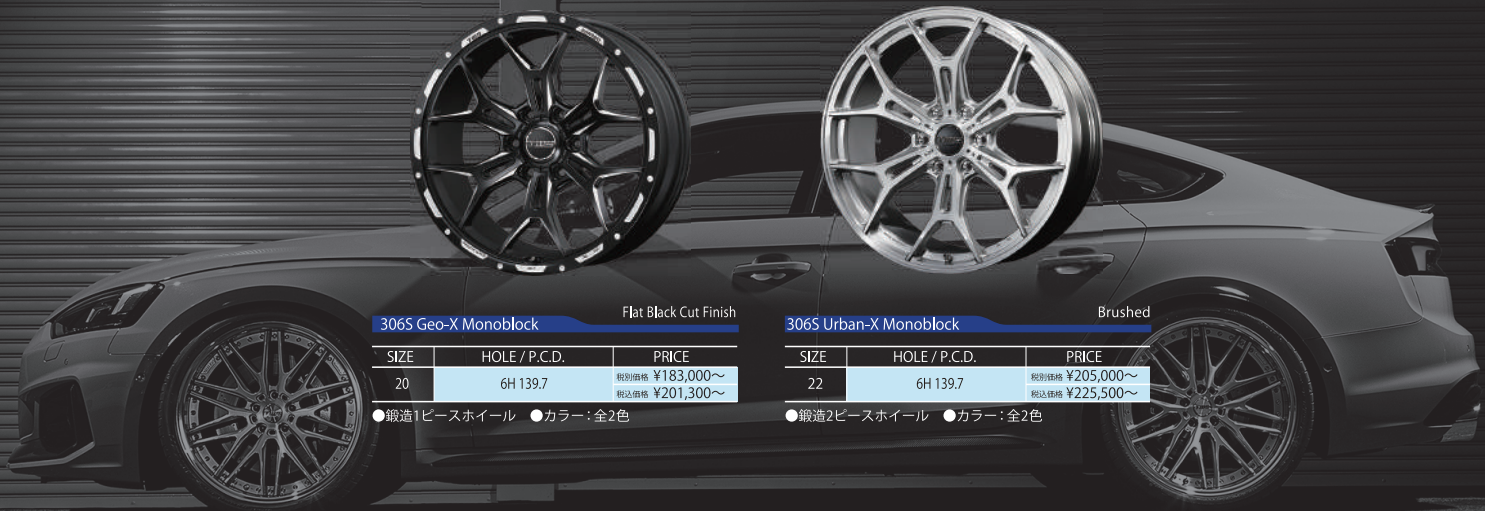 306S Geo-X Monoblock Flat Black Cut Finish
SIZE HOLE / P.C.D. PRICE
20 6H 139.7 税別価格 ¥183,000〜
税込価格 ¥201,300〜
●鍛造1ピースホイール ●カラー：全2色
306S Urban-X Monoblock Brushed
SIZE HOLE / P.C.D. PRICE
22 6H 139.7 税別価格 ¥205,000〜
税込価格 ¥225,500〜
●鍛造2ピースホイール ●カラー：全2色